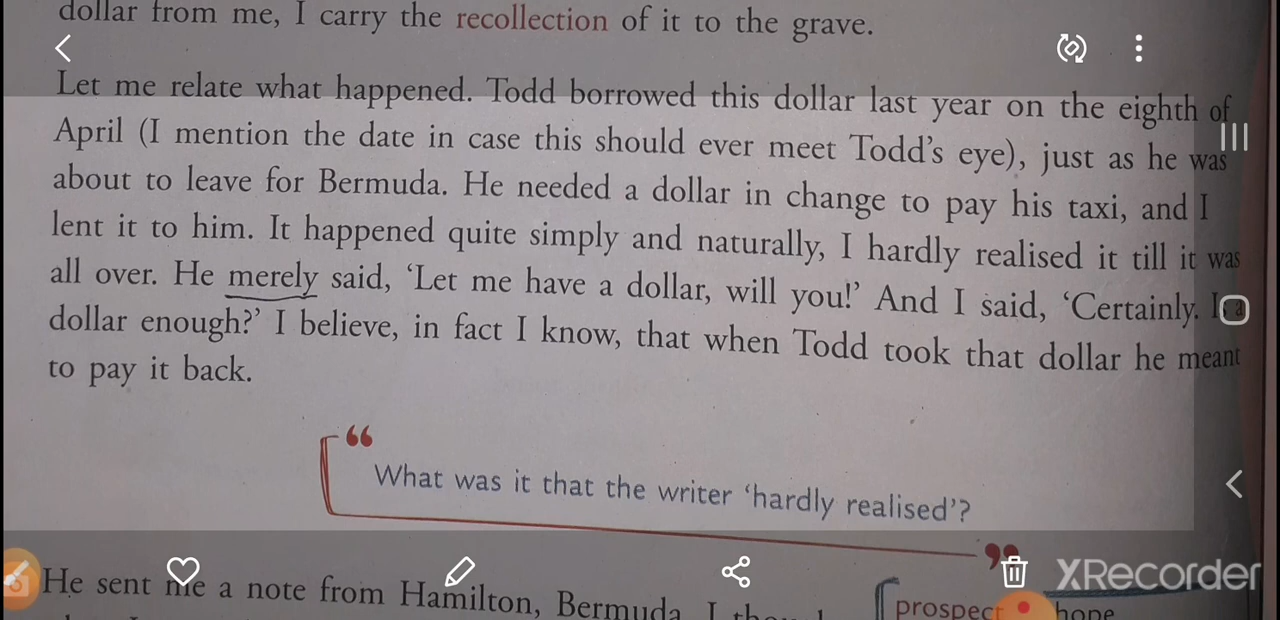 dollar from me, I carry the recollection of it to the grave.
Let me relate what happened. Todd borrowed this dollar last year on the eighth of
April (I mention the date in case this should ever meet Todd's eye), just as he was
about to leave for Bermuda. He needed a dollar in change to pay his taxi, and I
lent it to him. It happened quite simply and naturally, I hardly realised it till it was
all over. He merely said, ‘Let me have a dollar, will you!’ And I said, ‘Certainly. Is a
dollar enough?’ I believe, in fact I know, that when Todd took that dollar he meant
to pay it back.
“
What was it that the writer ‘hardly realised’?
”
He sent me a note from Hamilton, Bermuda. I
prospect hope
XRecorder